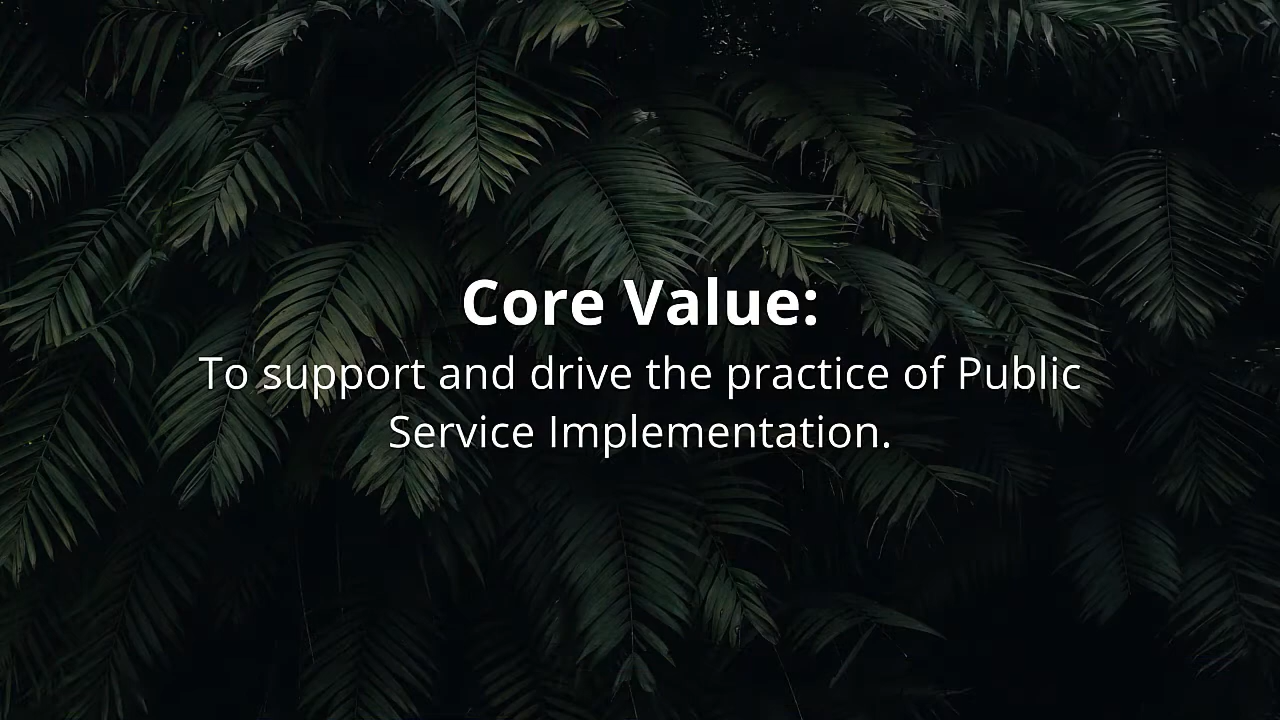 Core Value:
To support and drive the practice of Public
Service Implementation.